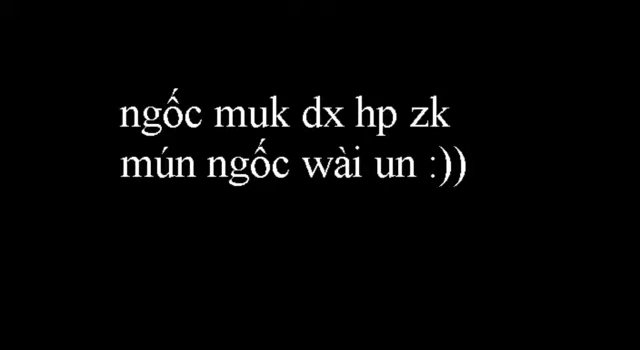 ngốc muk dx hp zk
mún ngốc wài un :))